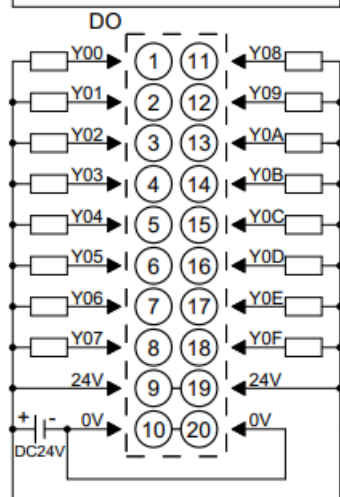 DO
Y00 1 11 Y08
Y01 2 12 Y09
Y02 3 13 Y0A
Y03 4 14 Y0B
Y04 5 15 Y0C
Y05 6 16 Y0D
Y06 7 17 Y0E
Y07 8 18 Y0F
24V 9 19 24V
+ - 0V 10 20 0V
DC24V